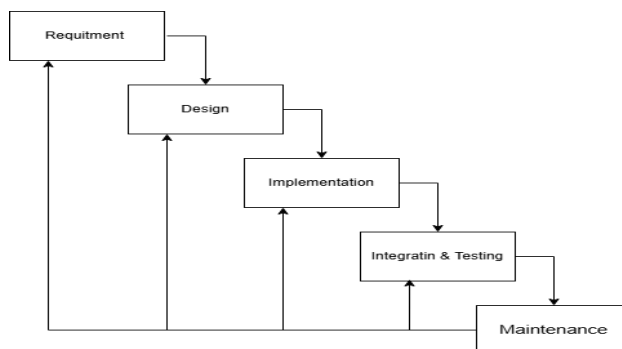 Requitment
Design
Implementation
Integratin & Testing
Maintenance